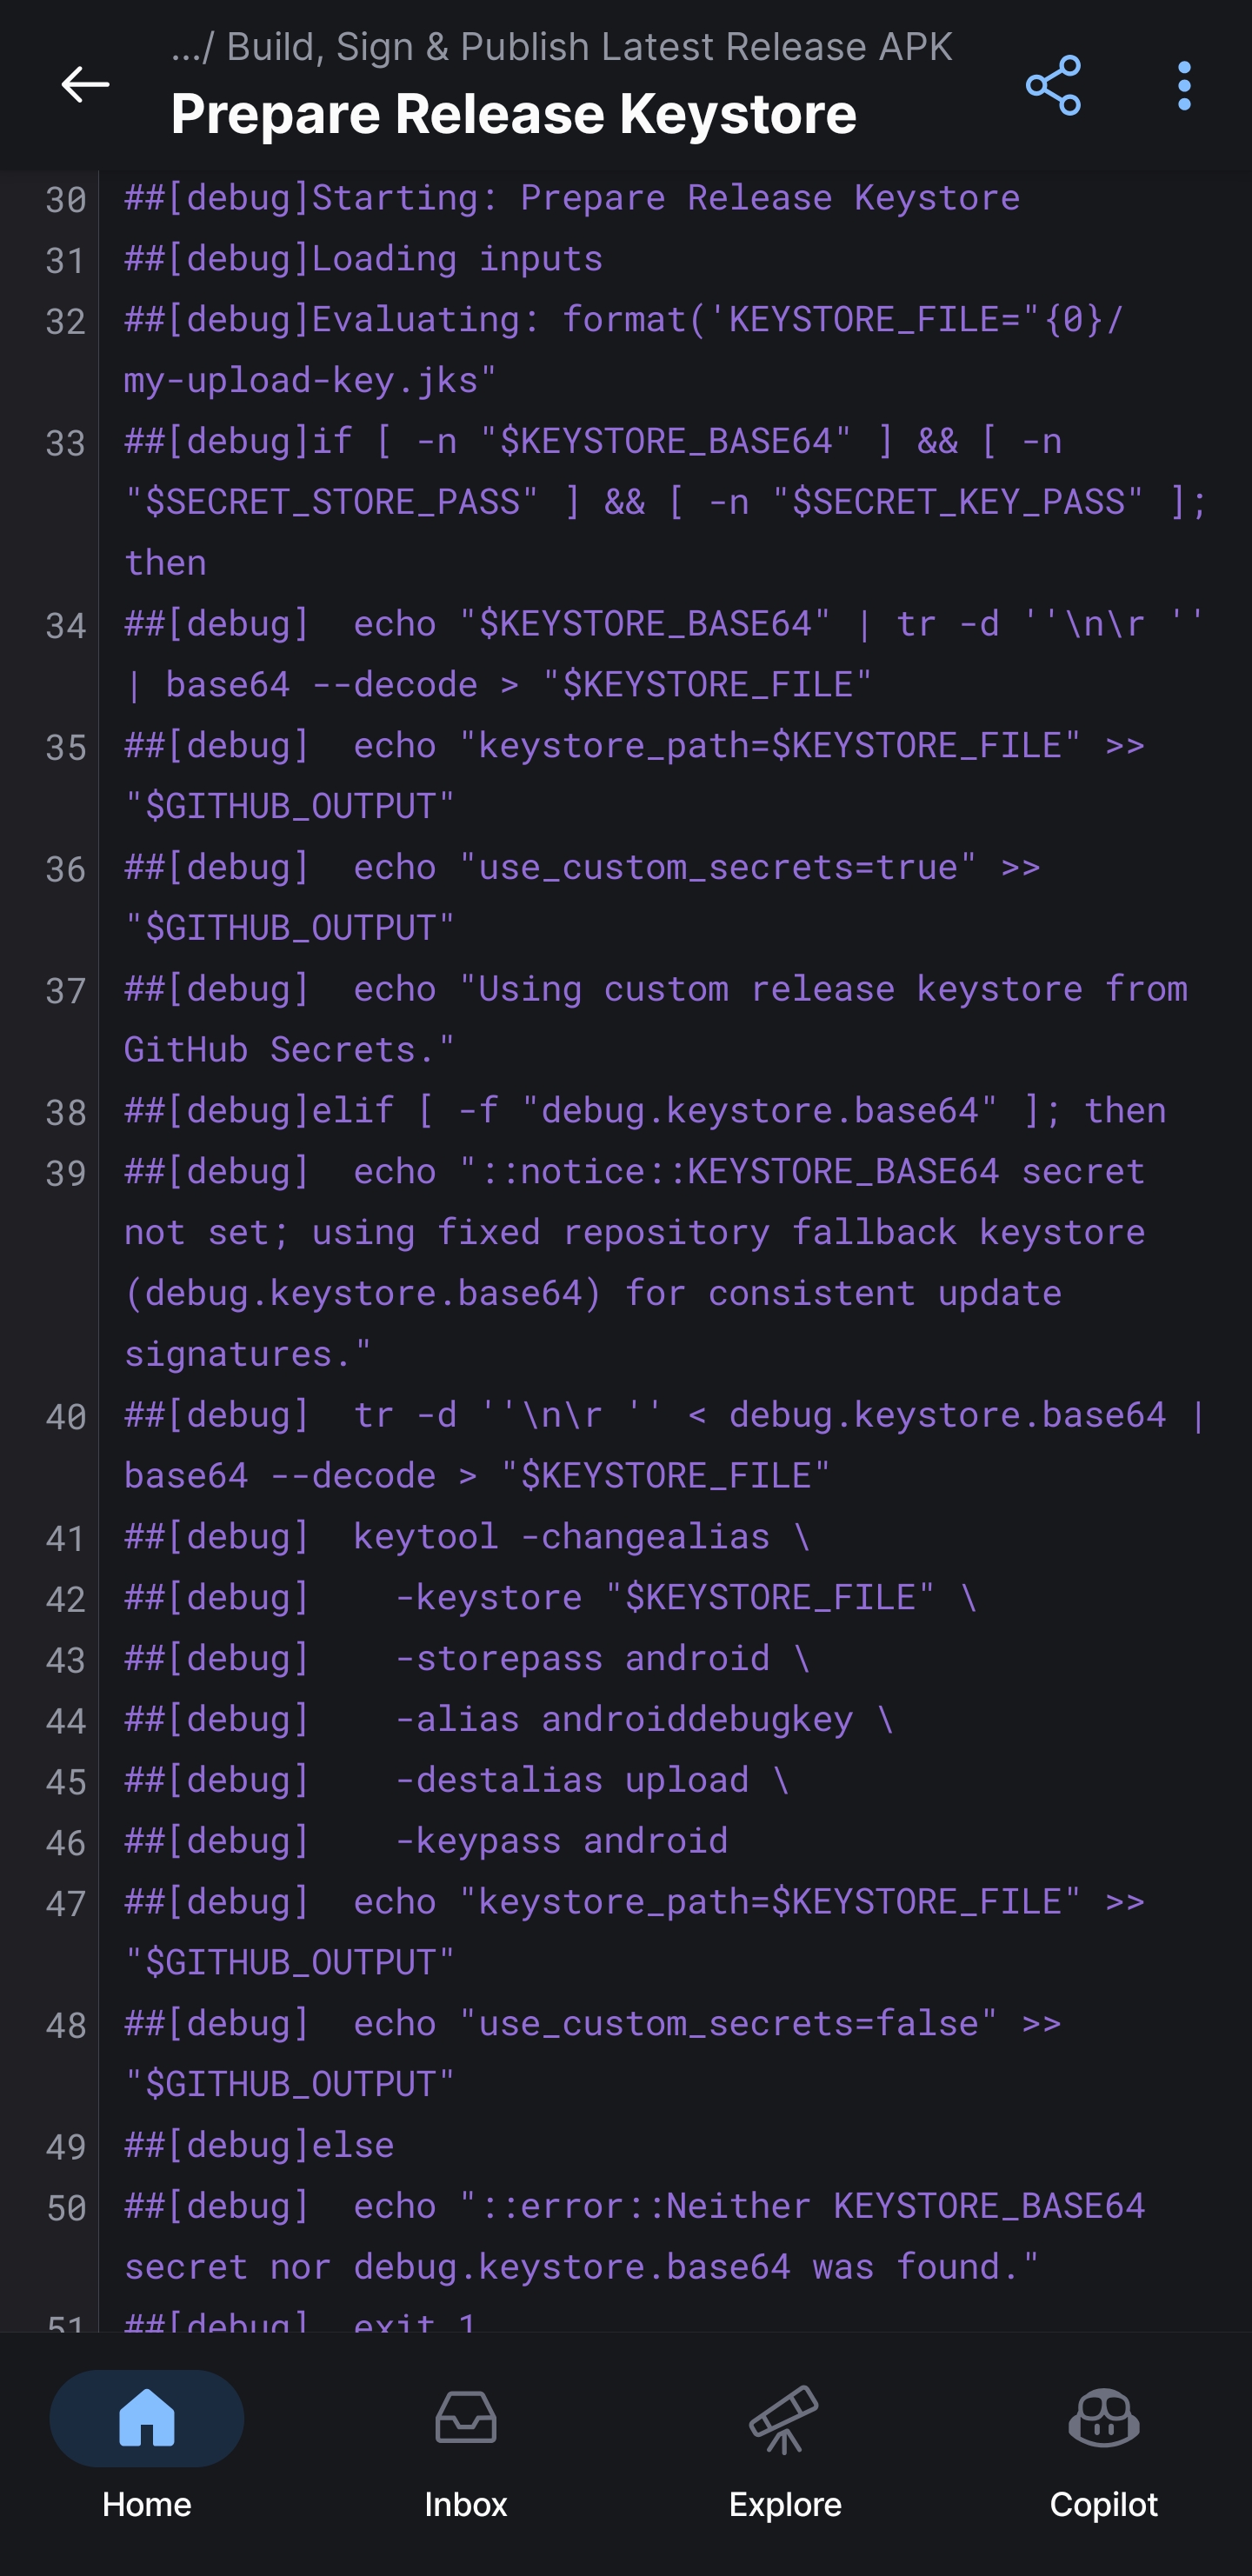 .../ Build, Sign & Publish Latest Release APK
Prepare Release Keystore
30 ##[debug]Starting: Prepare Release Keystore
31 ##[debug]Loading inputs
32 ##[debug]Evaluating: format('KEYSTORE_FILE="{0}/
my-upload-key.jks"
33 ##[debug]if [ -n "$KEYSTORE_BASE64" ] && [ -n
"$SECRET_STORE_PASS" ] && [ -n "$SECRET_KEY_PASS" ];
then
34 ##[debug]  echo "$KEYSTORE_BASE64" | tr -d ''\n\r ''
| base64 --decode > "$KEYSTORE_FILE"
35 ##[debug]  echo "keystore_path=$KEYSTORE_FILE" >>
"$GITHUB_OUTPUT"
36 ##[debug]  echo "use_custom_secrets=true" >>
"$GITHUB_OUTPUT"
37 ##[debug]  echo "Using custom release keystore from
GitHub Secrets."
38 ##[debug]elif [ -f "debug.keystore.base64" ]; then
39 ##[debug]  echo "::notice::KEYSTORE_BASE64 secret
not set; using fixed repository fallback keystore
(debug.keystore.base64) for consistent update
signatures."
40 ##[debug]  tr -d ''\n\r '' < debug.keystore.base64 |
base64 --decode > "$KEYSTORE_FILE"
41 ##[debug]  keytool -changealias \
42 ##[debug]    -keystore "$KEYSTORE_FILE" \
43 ##[debug]    -storepass android \
44 ##[debug]    -alias androiddebugkey \
45 ##[debug]    -destalias upload \
46 ##[debug]    -keypass android
47 ##[debug]  echo "keystore_path=$KEYSTORE_FILE" >>
"$GITHUB_OUTPUT"
48 ##[debug]  echo "use_custom_secrets=false" >>
"$GITHUB_OUTPUT"
49 ##[debug]else
50 ##[debug]  echo "::error::Neither KEYSTORE_BASE64
secret nor debug.keystore.base64 was found."
51 ##[debug]  exit 1
Home
Inbox
Explore
Copilot